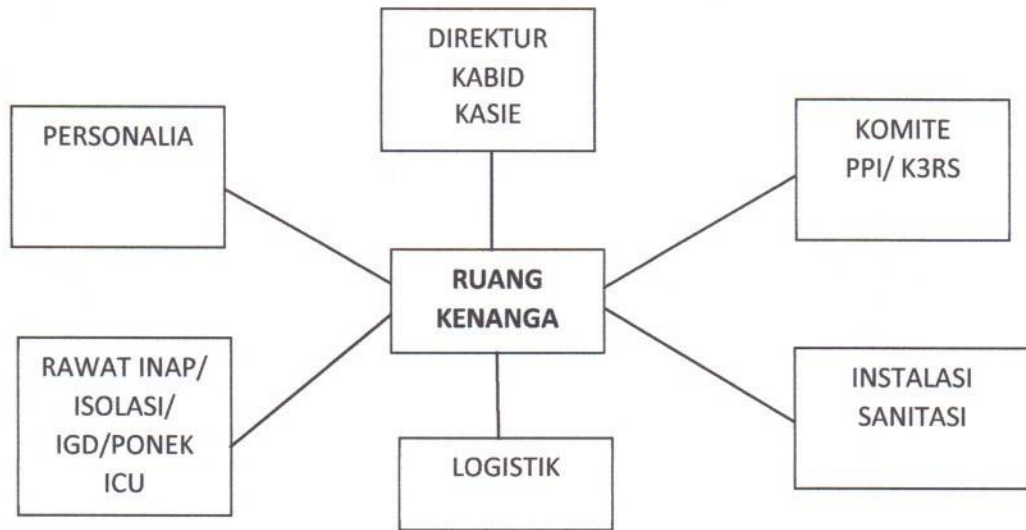 DIREKTUR
KABID
KASIE
PERSONALIA
KOMITE
PPI/ K3RS
RUANG
KENANGA
RAWAT INAP/
ISOLASI/
IGD/PONEK
ICU
LOGISTIK
INSTALASI
SANITASI